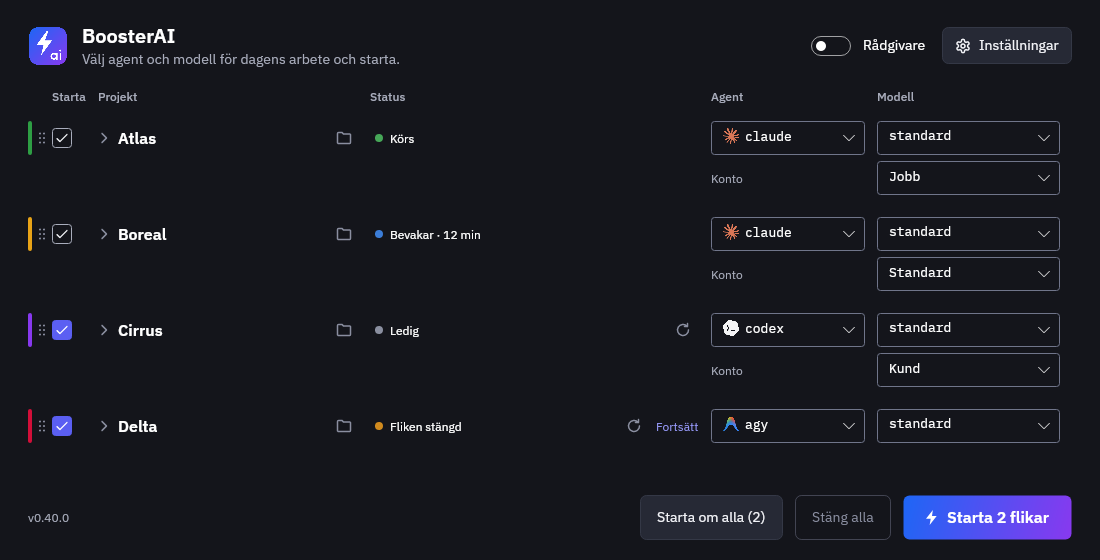 ai
BoosterAI
Välj agent och modell för dagens arbete och starta.
Rådgivare
Inställningar
Starta Projekt Status Agent Modell
Atlas Körs claude standard
Konto Jobb
Boreal Bevakar · 12 min claude standard
Konto Standard
Cirrus Ledig codex standard
Konto Kund
Delta Fliken stängd Fortsätt agy standard
v0.40.0 Starta om alla (2) Stäng alla Starta 2 flikar